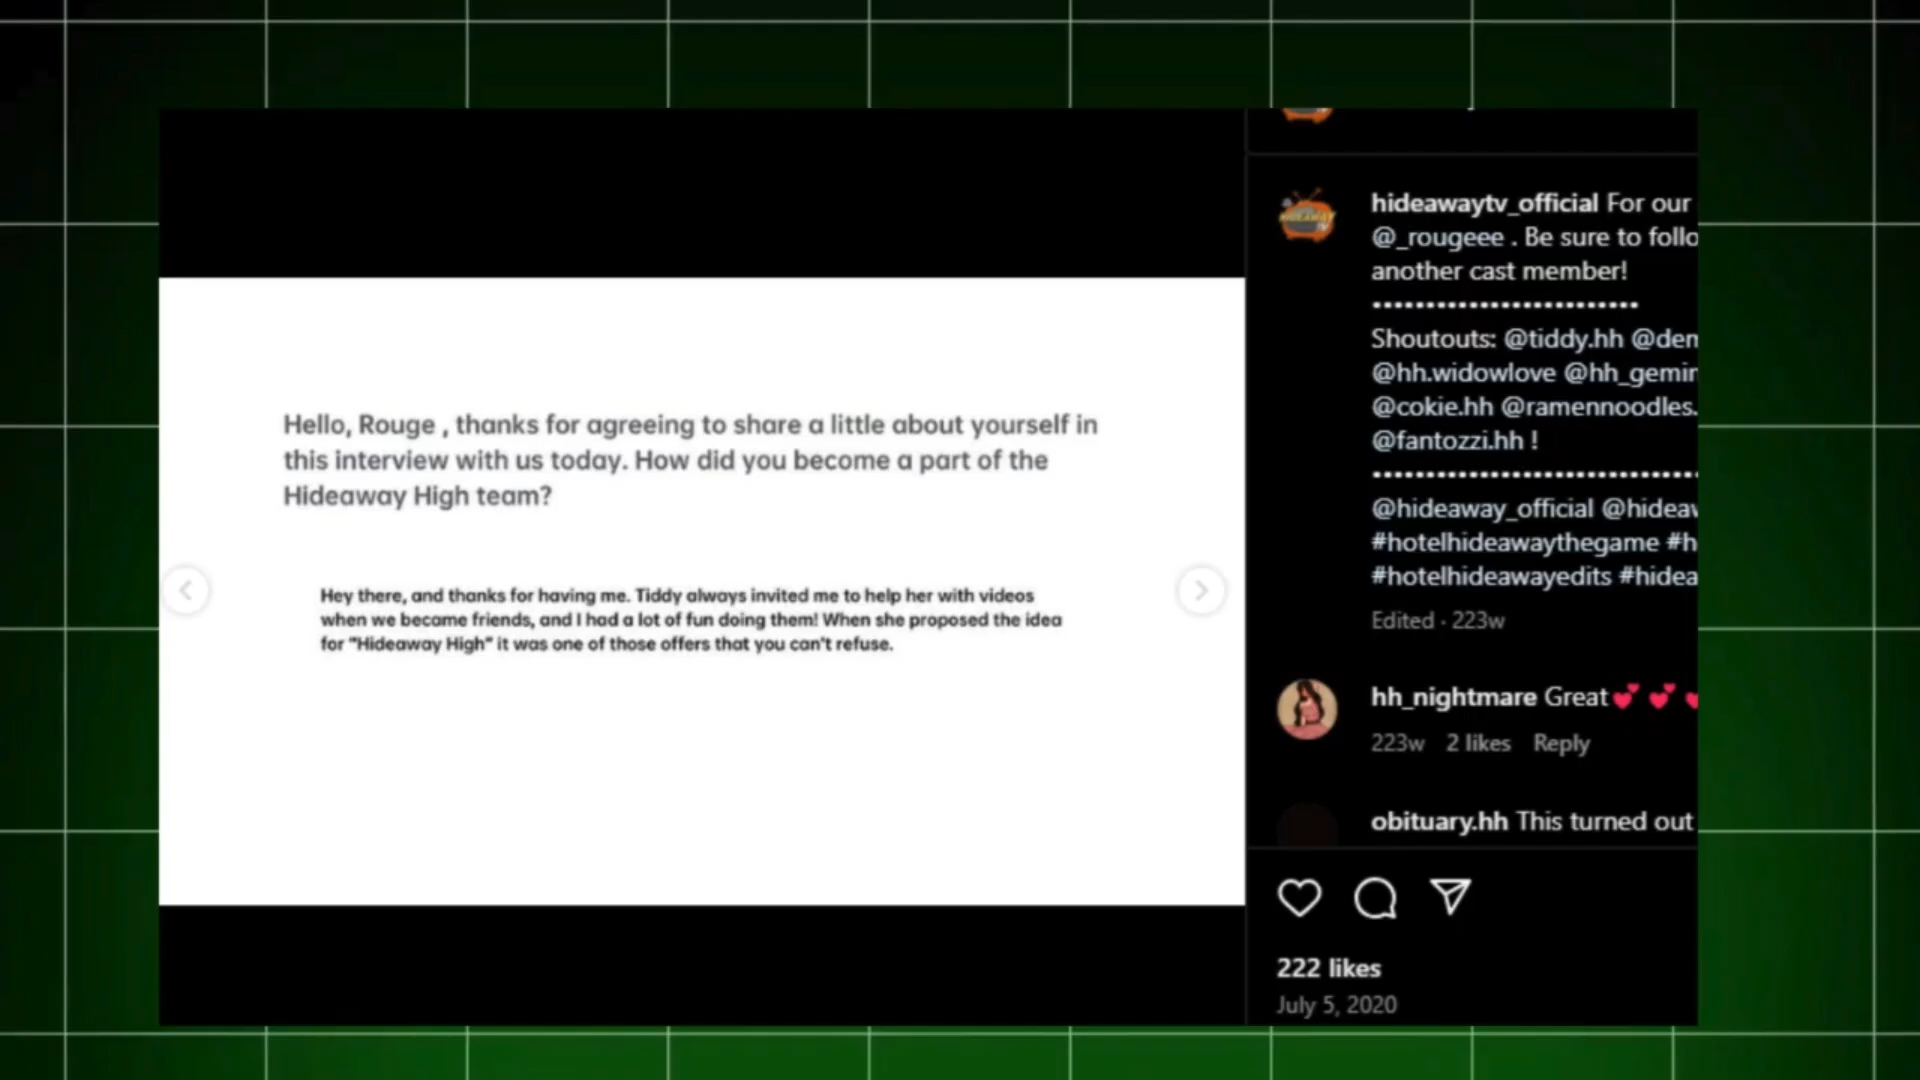 Hello, Rouge , thanks for agreeing to share a little about yourself in
this interview with us today. How did you become a part of the
Hideaway High team?
Hey there, and thanks for having me. Tiddy always invited me to help her with videos
when we became friends, and I had a lot of fun doing them! When she proposed the idea
for "Hideaway High" it was one of those offers that you can't refuse.
hideawaytv_official For our
@_rougeee . Be sure to follo
another cast member!
Shoutouts: @tiddy.hh @dem
@hh.widowlove @hh_gemin
@cokie.hh @ramennoodles.
@fantozzi.hh !
@hideaway_official @hideaw
#hotelhideawaythegame #h
#hotelhideawayedits #hidea
Edited · 223w
hh_nightmare Great💕 💕
223w 2 likes Reply
obituary.hh This turned out
222 likes
July 5, 2020